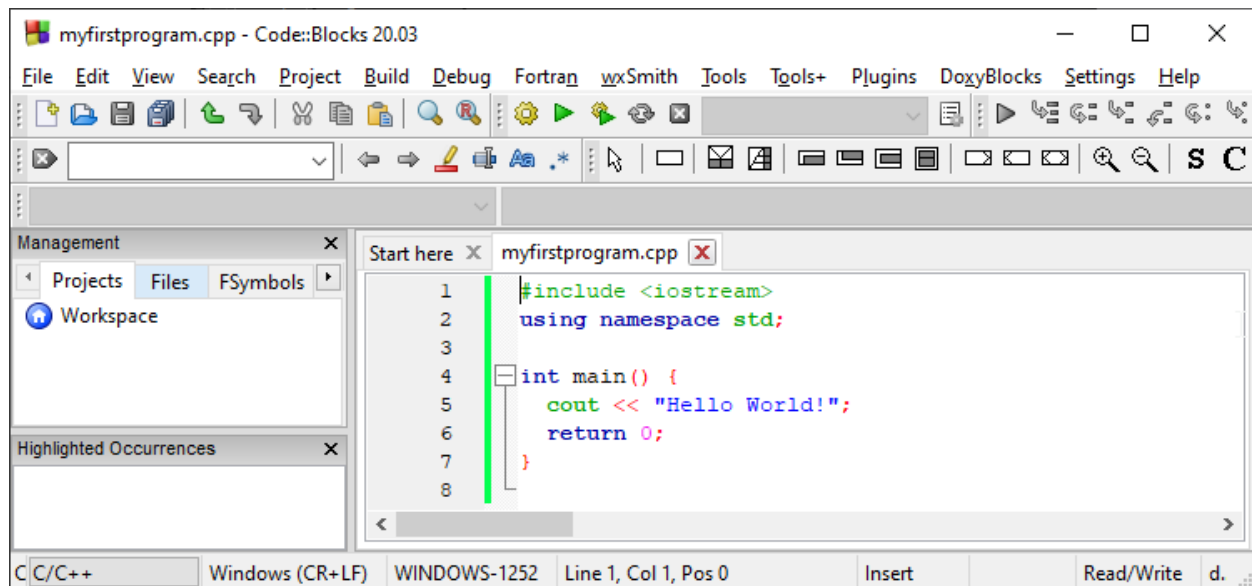 myfirstprogram.cpp - Code::Blocks 20.03
File Edit View Search Project Build Debug Fortran wxSmith Tools Tools+ Plugins DoxyBlocks Settings Help
S C
Management
Projects Files FSymbols
Workspace
Highlighted Occurrences
Start here myfirstprogram.cpp
1 #include <iostream>
2 using namespace std;
3
4 int main() {
5 cout << "Hello World!";
6 return 0;
7 }
8
C C/C++ Windows (CR+LF) WINDOWS-1252 Line 1, Col 1, Pos 0 Insert Read/Write d.